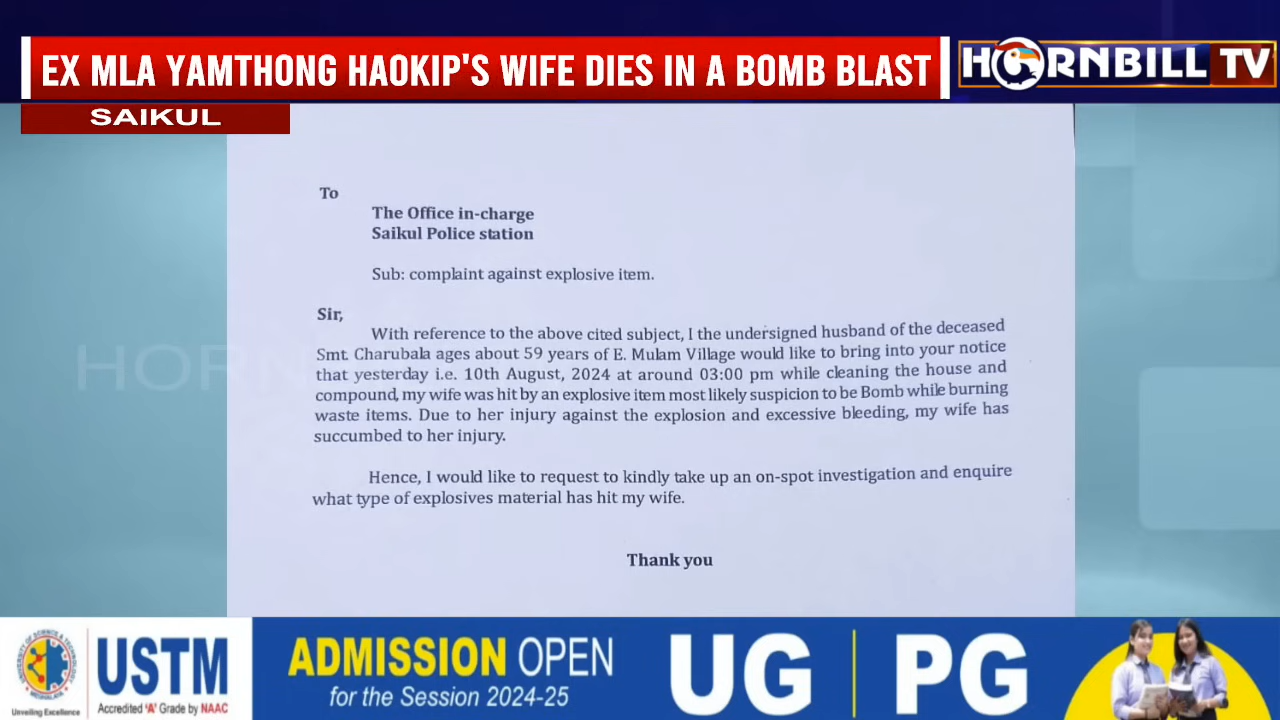 EX MLA YAMTHONG HAOKIP'S WIFE DIES IN A BOMB BLAST
HORNBILL TV
SAIKUL
To
The Office in-charge
Saikul Police station
Sub: complaint against explosive item.
Sir,
With reference to the above cited subject, I the undersigned husband of the deceased
Smt. Charubala ages about 59 years of E. Mulam Village would like to bring into your notice
that yesterday i.e. 10th August, 2024 at around 03:00 pm while cleaning the house and
compound, my wife was hit by an explosive item most likely suspicion to be Bomb while burning
waste items. Due to her injury against the explosion and excessive bleeding, my wife has
succumbed to her injury.
Hence, I would like to request to kindly take up an on-spot investigation and enquire
what type of explosives material has hit my wife.
Thank you
HORN
USTM
Accredited 'A' Grade by NAAC
Unveiling Excellence
ADMISSION OPEN
for the Session 2024-25
UG
PG